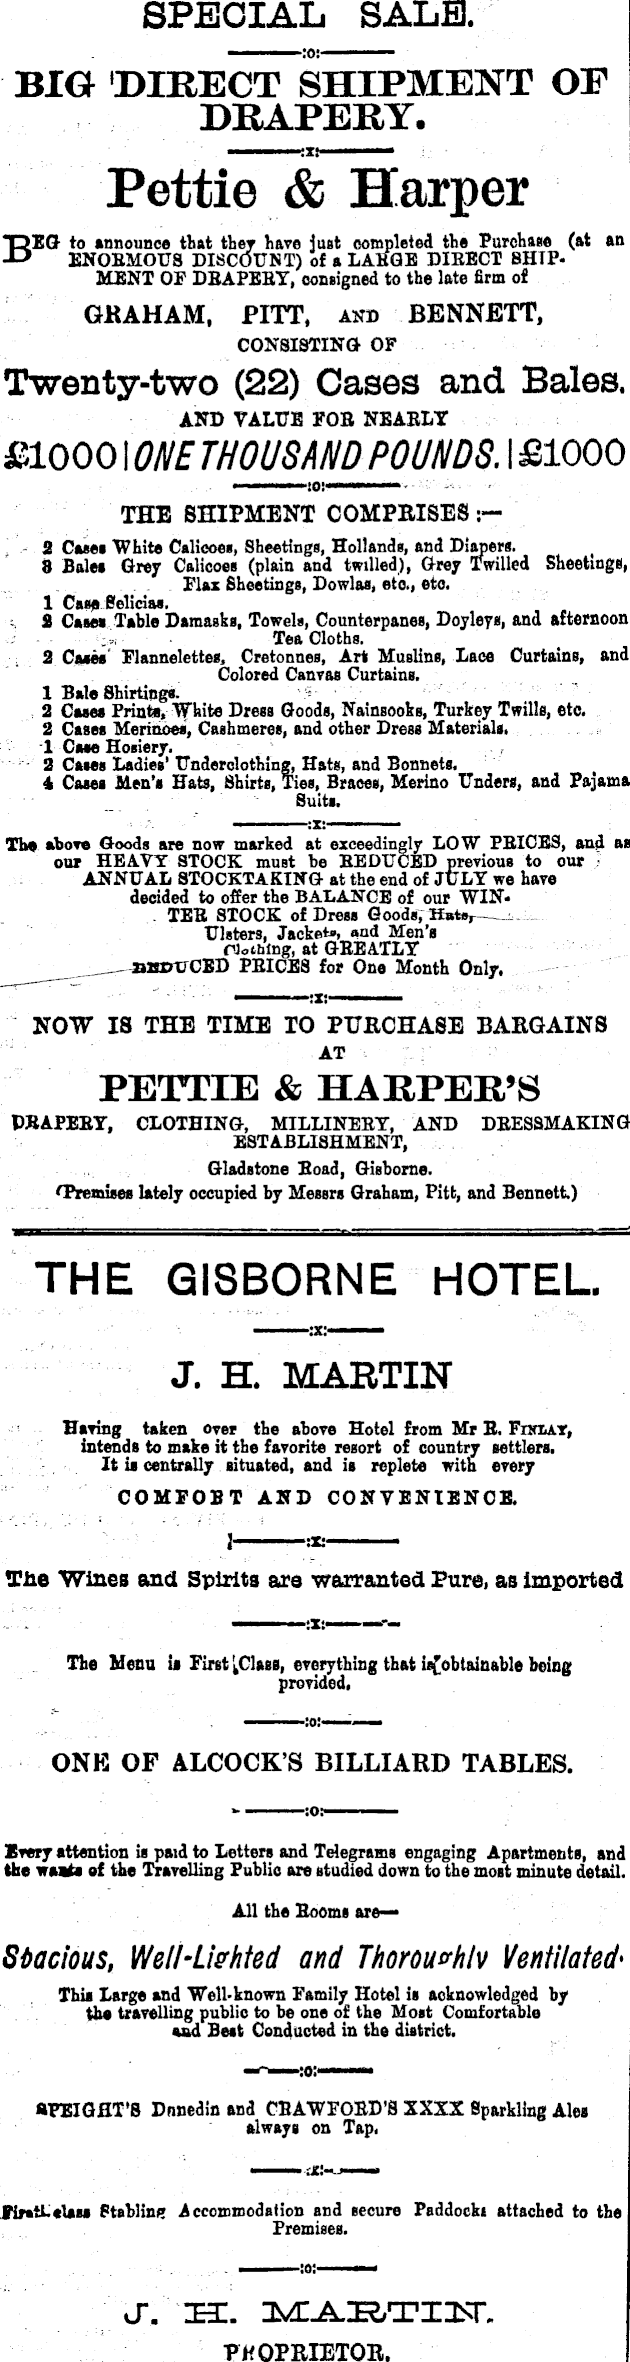 SPECIAL SALE.
:o:
BIG DIRECT SHIPMENT OF
DRAPERY.
:x:
Pettie & Harper
BEG to announce that they have just completed the Purchase (at an
ENORMOUS DISCOUNT) of a LARGE DIRECT SHIP-
MENT OF DRAPERY, consigned to the late firm of
GRAHAM, PITT, AND BENNETT,
CONSISTING OF
Twenty-two (22) Cases and Bales.
AND VALUE FOR NEARLY
£1000 | ONE THOUSAND POUNDS. | £1000
:o:
THE SHIPMENT COMPRISES :—
2 Cases White Calicoes, Sheetings, Hollands, and Diapers.
3 Bales Grey Calicoes (plain and twilled), Grey Twilled Sheetings,
Flax Sheetings, Dowlas, etc., etc.
1 Case Selicias.
2 Cases Table Damasks, Towels, Counterpanes, Doyleys, and afternoon
Tea Cloths.
2 Cases Flannelettes, Cretonnes, Art Muslins, Lace Curtains, and
Colored Canvas Curtains.
1 Bale Shirtings.
2 Cases Prints, White Dress Goods, Nainsooks, Turkey Twills, etc.
2 Cases Merinoes, Cashmeres, and other Dress Materials.
1 Case Hosiery.
2 Cases Ladies' Underclothing, Hats, and Bonnets.
4 Cases Men's Hats, Shirts, Ties, Braces, Merino Unders, and Pajama
Suits.
:x:
The above Goods are now marked at exceedingly LOW PRICES, and as
our HEAVY STOCK must be REDUCED previous to our
ANNUAL STOCKTAKING at the end of JULY we have
decided to offer the BALANCE of our WIN-
TER STOCK of Dress Goods, Hats,
Ulsters, Jackets, and Men's
Clothing, at GREATLY
REDUCED PRICES for One Month Only.
:x:
NOW IS THE TIME TO PURCHASE BARGAINS
AT
PETTIE & HARPER'S
DRAPERY, CLOTHING, MILLINERY, AND DRESSMAKING
ESTABLISHMENT,
Gladstone Road, Gisborne.
(Premises lately occupied by Messrs Graham, Pitt, and Bennett.)
THE GISBORNE HOTEL.
:x:
J. H. MARTIN
Having taken over the above Hotel from Mr R. FINLAY,
intends to make it the favorite resort of country settlers.
It is centrally situated, and is replete with every
COMFORT AND CONVENIENCE.
:x:
The Wines and Spirits are warranted Pure, as imported
:x:
The Menu is First Class, everything that is obtainable being
provided.
:o:
ONE OF ALCOCK'S BILLIARD TABLES.
:o:
Every attention is paid to Letters and Telegrams engaging Apartments, and
the wants of the Travelling Public are studied down to the most minute detail.
All the Rooms are—
Spacious, Well-Lighted and Thoroughly Ventilated.
This Large and Well-known Family Hotel is acknowledged by
the travelling public to be one of the Most Comfortable
and Best Conducted in the district.
:o:
SPEIGHT'S Dunedin and CRAWFORD'S XXXX Sparkling Ales
always on Tap.
:x:
First-class Stabling Accommodation and secure Paddocks attached to the
Premises.
:o:
J. H. MARTIN.
PROPRIETOR.